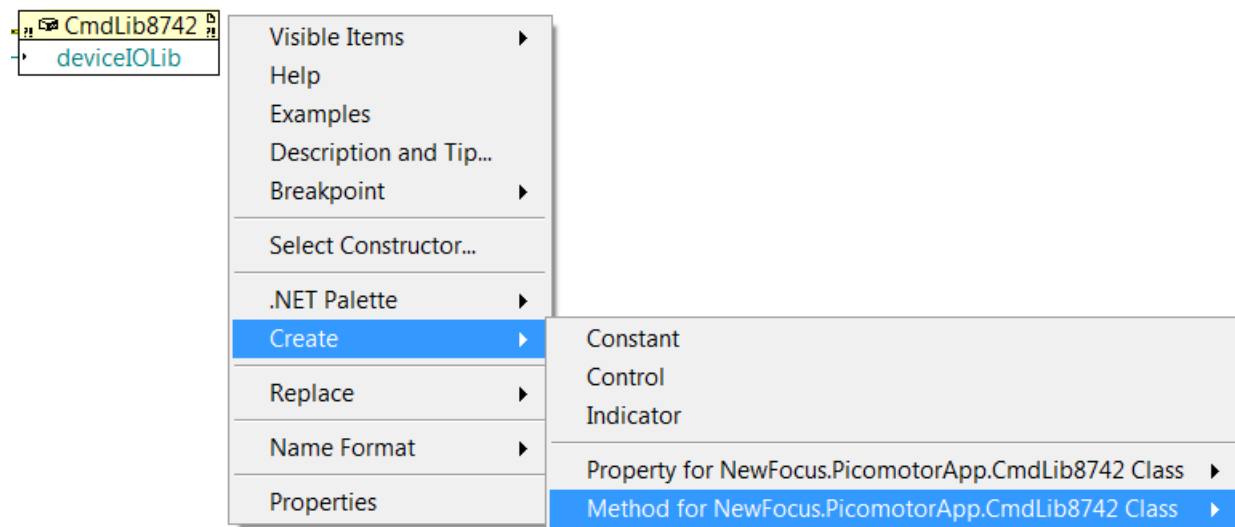 CmdLib8742
deviceIOLib
Visible Items
Help
Examples
Description and Tip...
Breakpoint
Select Constructor...
.NET Palette
Create
Replace
Name Format
Properties
Constant
Control
Indicator
Property for NewFocus.PicomotorApp.CmdLib8742 Class
Method for NewFocus.PicomotorApp.CmdLib8742 Class